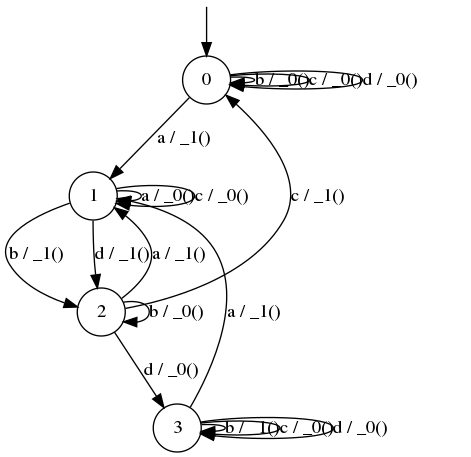 0
b / _0()
c / _0()
d / _0()
a / _1()
1
a / _0()
c / _0()
c / _1()
b / _1()
d / _1()
a / _1()
2
b / _0()
a / _1()
d / _0()
3
b / _1()
c / _0()
d / _0()